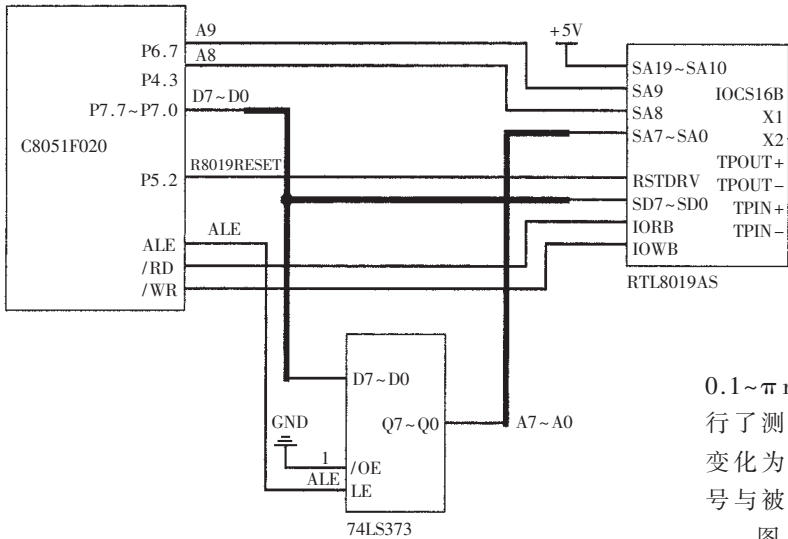 A9
P6.7
A8
P4.3
D7~D0
P7.7~P7.0
C8051F020
R8019RESET
P5.2
ALE
ALE
/RD
/WR
+5V
SA19~SA10
SA9
SA8
SA7~SA0
RSTDRV
SD7~SD0
IORB
IOWB
IOCS16B
X1
X2
TPOUT+
TPOUT-
TPIN+
TPIN-
RTL8019AS
D7~D0
Q7~Q0
A7~A0
GND
1
/OE
ALE
LE
74LS373
0.1~π
行了测
变化为
号与被
图